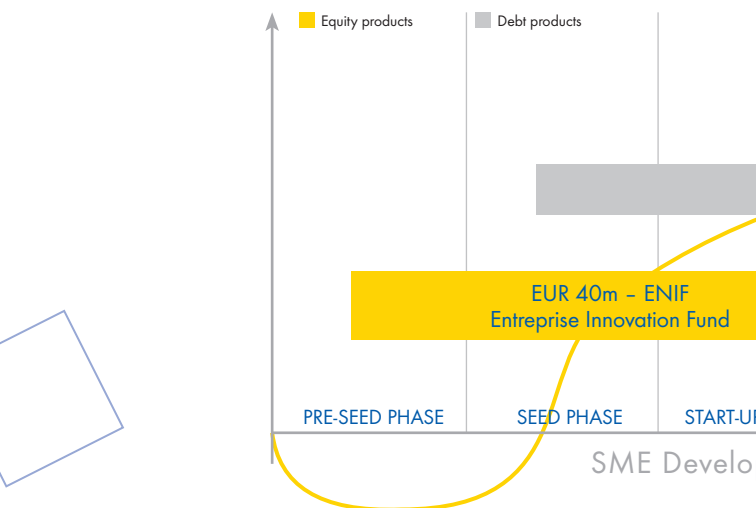 Equity products
Debt products
EUR 40m – ENIF
Entreprise Innovation Fund
PRE-SEED PHASE
SEED PHASE
START-U
SME Develo